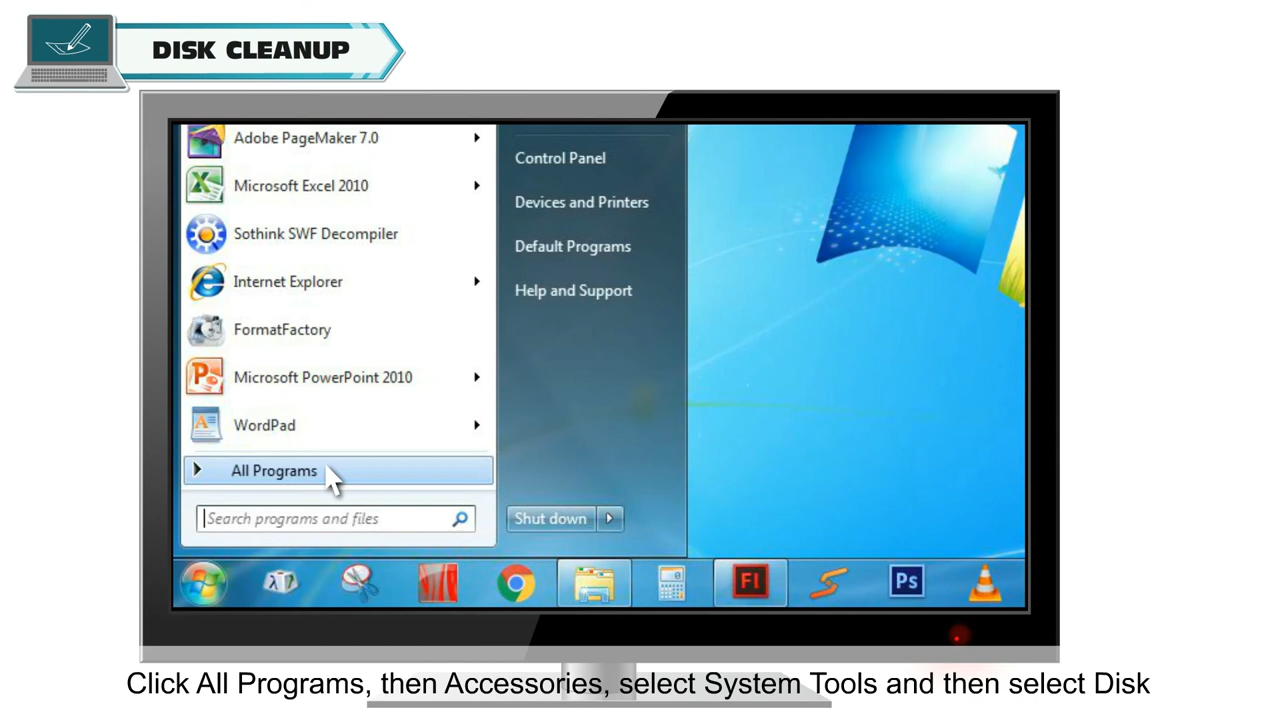 DISK CLEANUP
Adobe PageMaker 7.0
Microsoft Excel 2010
Sothink SWF Decompiler
Internet Explorer
FormatFactory
Microsoft PowerPoint 2010
WordPad
All Programs
Search programs and files
Control Panel
Devices and Printers
Default Programs
Help and Support
Shut down
Fl
Ps
Click All Programs, then Accessories, select System Tools and then select Disk